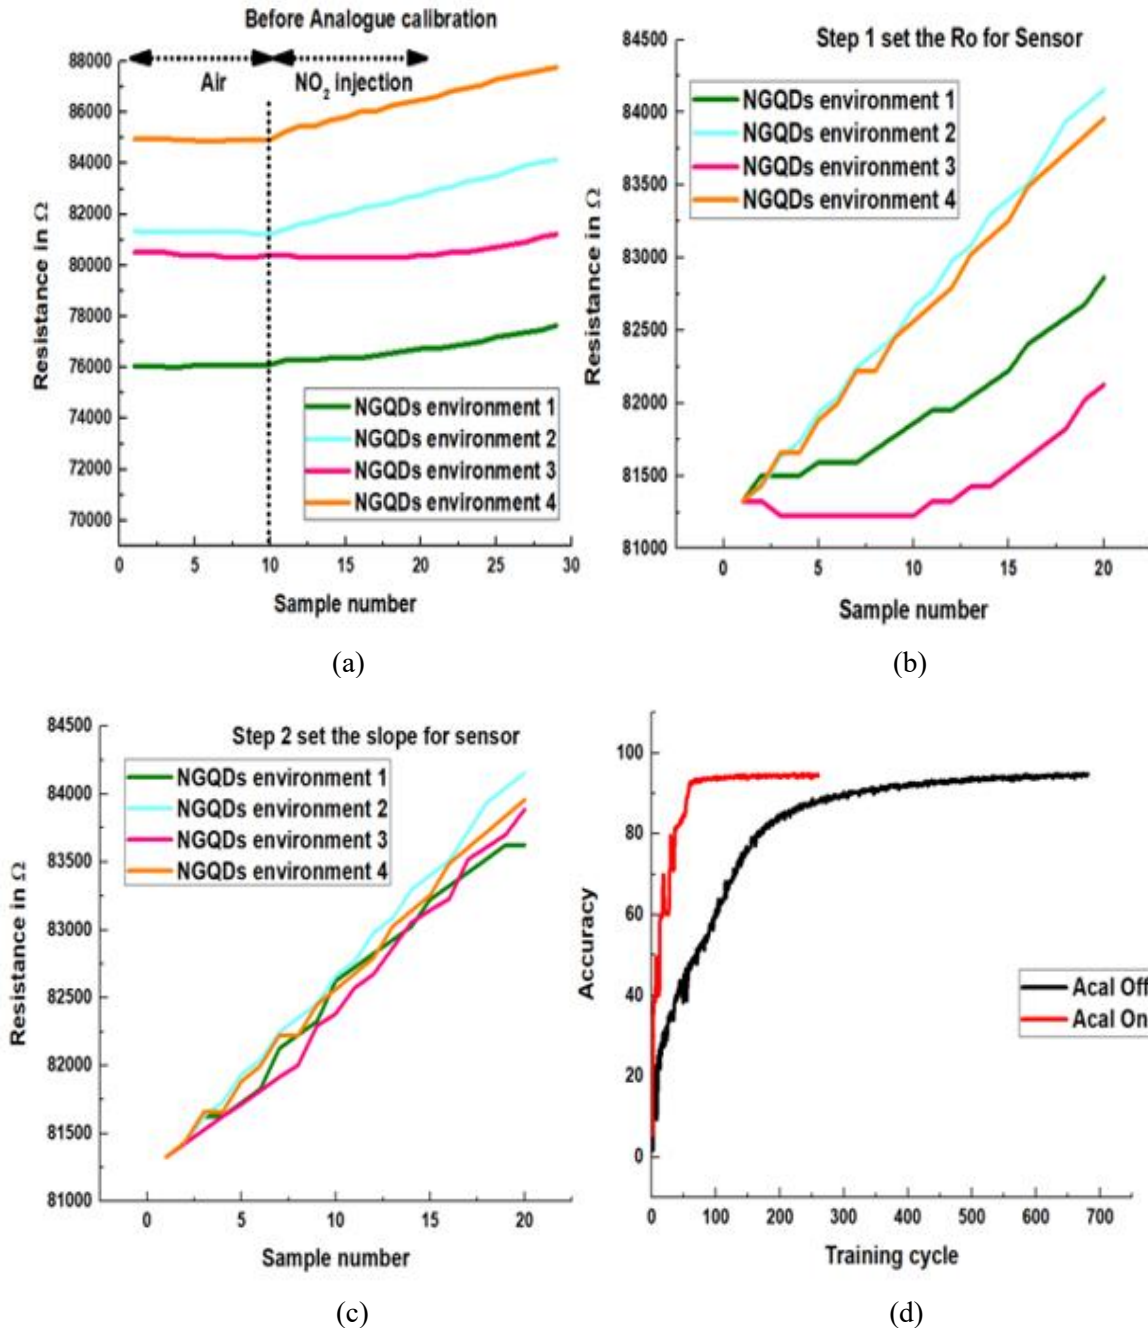 Before Analogue calibration
88000
86000
84000
82000
80000
78000
76000
74000
72000
70000
Resistance in Ω
Air
NO2 injection
NGQDs environment 1
NGQDs environment 2
NGQDs environment 3
NGQDs environment 4
0 5 10 15 20 25 30
Sample number
(a)
Step 1 set the Ro for Sensor
84500
84000
83500
83000
82500
82000
81500
81000
Resistance in Ω
NGQDs environment 1
NGQDs environment 2
NGQDs environment 3
NGQDs environment 4
0 5 10 15 20
Sample number
(b)
Step 2 set the slope for sensor
84500
84000
83500
83000
82500
82000
81500
81000
Resistance in Ω
NGQDs environment 1
NGQDs environment 2
NGQDs environment 3
NGQDs environment 4
0 5 10 15 20
Sample number
(c)
100
80
60
40
20
0
Accuracy
Acal Off
Acal On
0 100 200 300 400 500 600 700
Training cycle
(d)